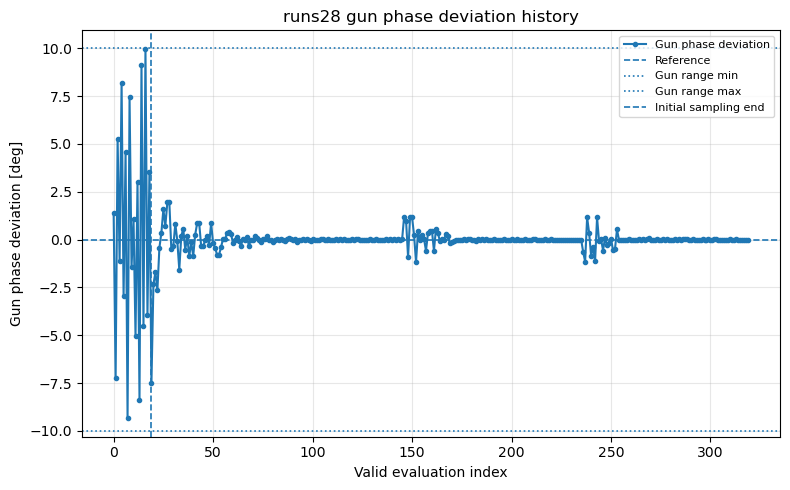 runs28 gun phase deviation history
Gun phase deviation
Reference
Gun range min
Gun range max
Initial sampling end
Gun phase deviation [deg]
10.0
7.5
5.0
2.5
0.0
−2.5
−5.0
−7.5
−10.0
0
50
100
150
200
250
300
Valid evaluation index